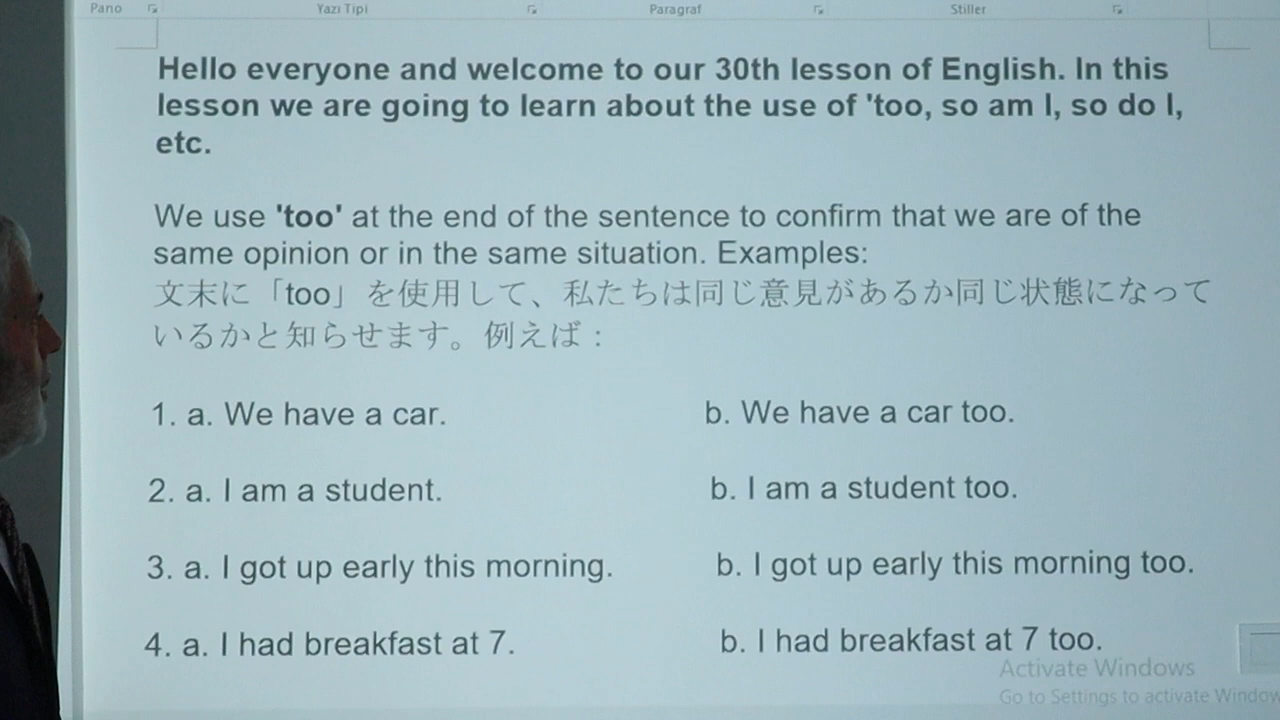 Pano Yazı Tipi Paragraf Stiller
Hello everyone and welcome to our 30th lesson of English. In this
lesson we are going to learn about the use of 'too, so am I, so do I,
etc.
We use 'too' at the end of the sentence to confirm that we are of the
same opinion or in the same situation. Examples:
文末に「too」を使用して、私たちは同じ意見があるか同じ状態になって
いるかと知らせます。例えば：
1. a. We have a car. b. We have a car too.
2. a. I am a student. b. I am a student too.
3. a. I got up early this morning. b. I got up early this morning too.
4. a. I had breakfast at 7. b. I had breakfast at 7 too.
Activate Windows
Go to Settings to activate Window